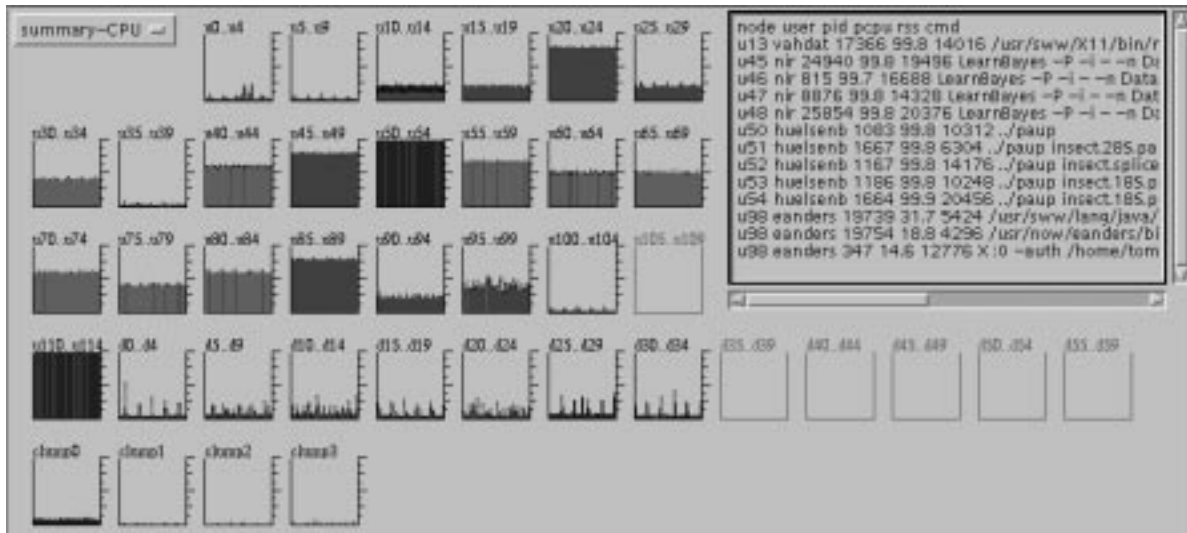 summary-CPU
u0..u4 u5..u9 u10..u14 u15..u19 u20..u24 u25..u29
u30..u34 u35..u39 u40..u44 u45..u49 u50..u54 u55..u59 u60..u64 u65..u69
u70..u74 u75..u79 u80..u84 u85..u89 u90..u94 u95..u99 u100..u104 u105..u109
u110..u114 d0..d4 d5..d9 d10..d14 d15..d19 d20..d24 d25..d29 d30..d34 d35..d39 d40..d44 d45..d49 d50..d54 d55..d59
clump0 clump1 clump2 clump3
node user pid pcpu rss cmd
u13 vahdat 17366 99.8 14016 /usr/sww/X11/bin/r
u45 nir 24940 99.8 19496 LearnBayes -P -i - -n Da
u46 nir 815 99.7 16688 LearnBayes -P -i - -n Data
u47 nir 8876 99.8 14328 LearnBayes -P -i - -n Dat
u48 nir 25854 99.8 20376 LearnBayes -P -i - -n Da
u50 huelsenb 1083 99.8 10312 ../paup
u51 huelsenb 1667 99.8 6304 ../paup insect.28S.pa
u52 huelsenb 1167 99.8 14176 ../paup insect.splice
u53 huelsenb 1186 99.8 10248 ../paup insect.18S.p
u54 huelsenb 1664 99.9 20456 ../paup insect.18S.p
u98 eanders 19739 31.7 5424 /usr/sww/lang/java/
u98 eanders 19754 18.8 4296 /usr/now/eanders/bi
u98 eanders 347 14.6 12776 X :0 -auth /home/tom